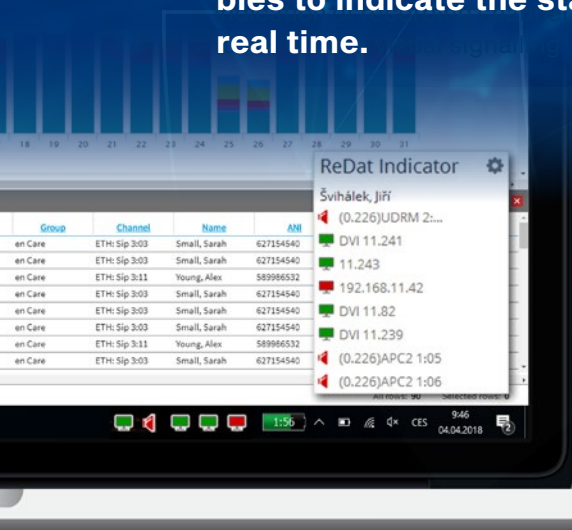 bles to indicate the sta
real time.
18 19 20 21 22 23 24 25 26 27 28 29 30 31
ReDat Indicator
Švihálek, Jiří
(0.226)UDRM 2:...
DVI 11.241
11.243
192.168.11.42
DVI 11.82
DVI 11.239
(0.226)APC2 1:05
(0.226)APC2 1:06
Group Channel Name ANI
en Care ETH: Sip 3:03 Small, Sarah 627154540
en Care ETH: Sip 3:03 Small, Sarah 627154540
en Care ETH: Sip 3:11 Young, Alex 589986532
en Care ETH: Sip 3:03 Small, Sarah 627154540
en Care ETH: Sip 3:03 Small, Sarah 627154540
en Care ETH: Sip 3:03 Small, Sarah 627154540
en Care ETH: Sip 3:11 Young, Alex 589986532
en Care ETH: Sip 3:03 Small, Sarah 627154540
All rows: 90 Selected rows: 0
1:56 CES 9:46
04.04.2018 2